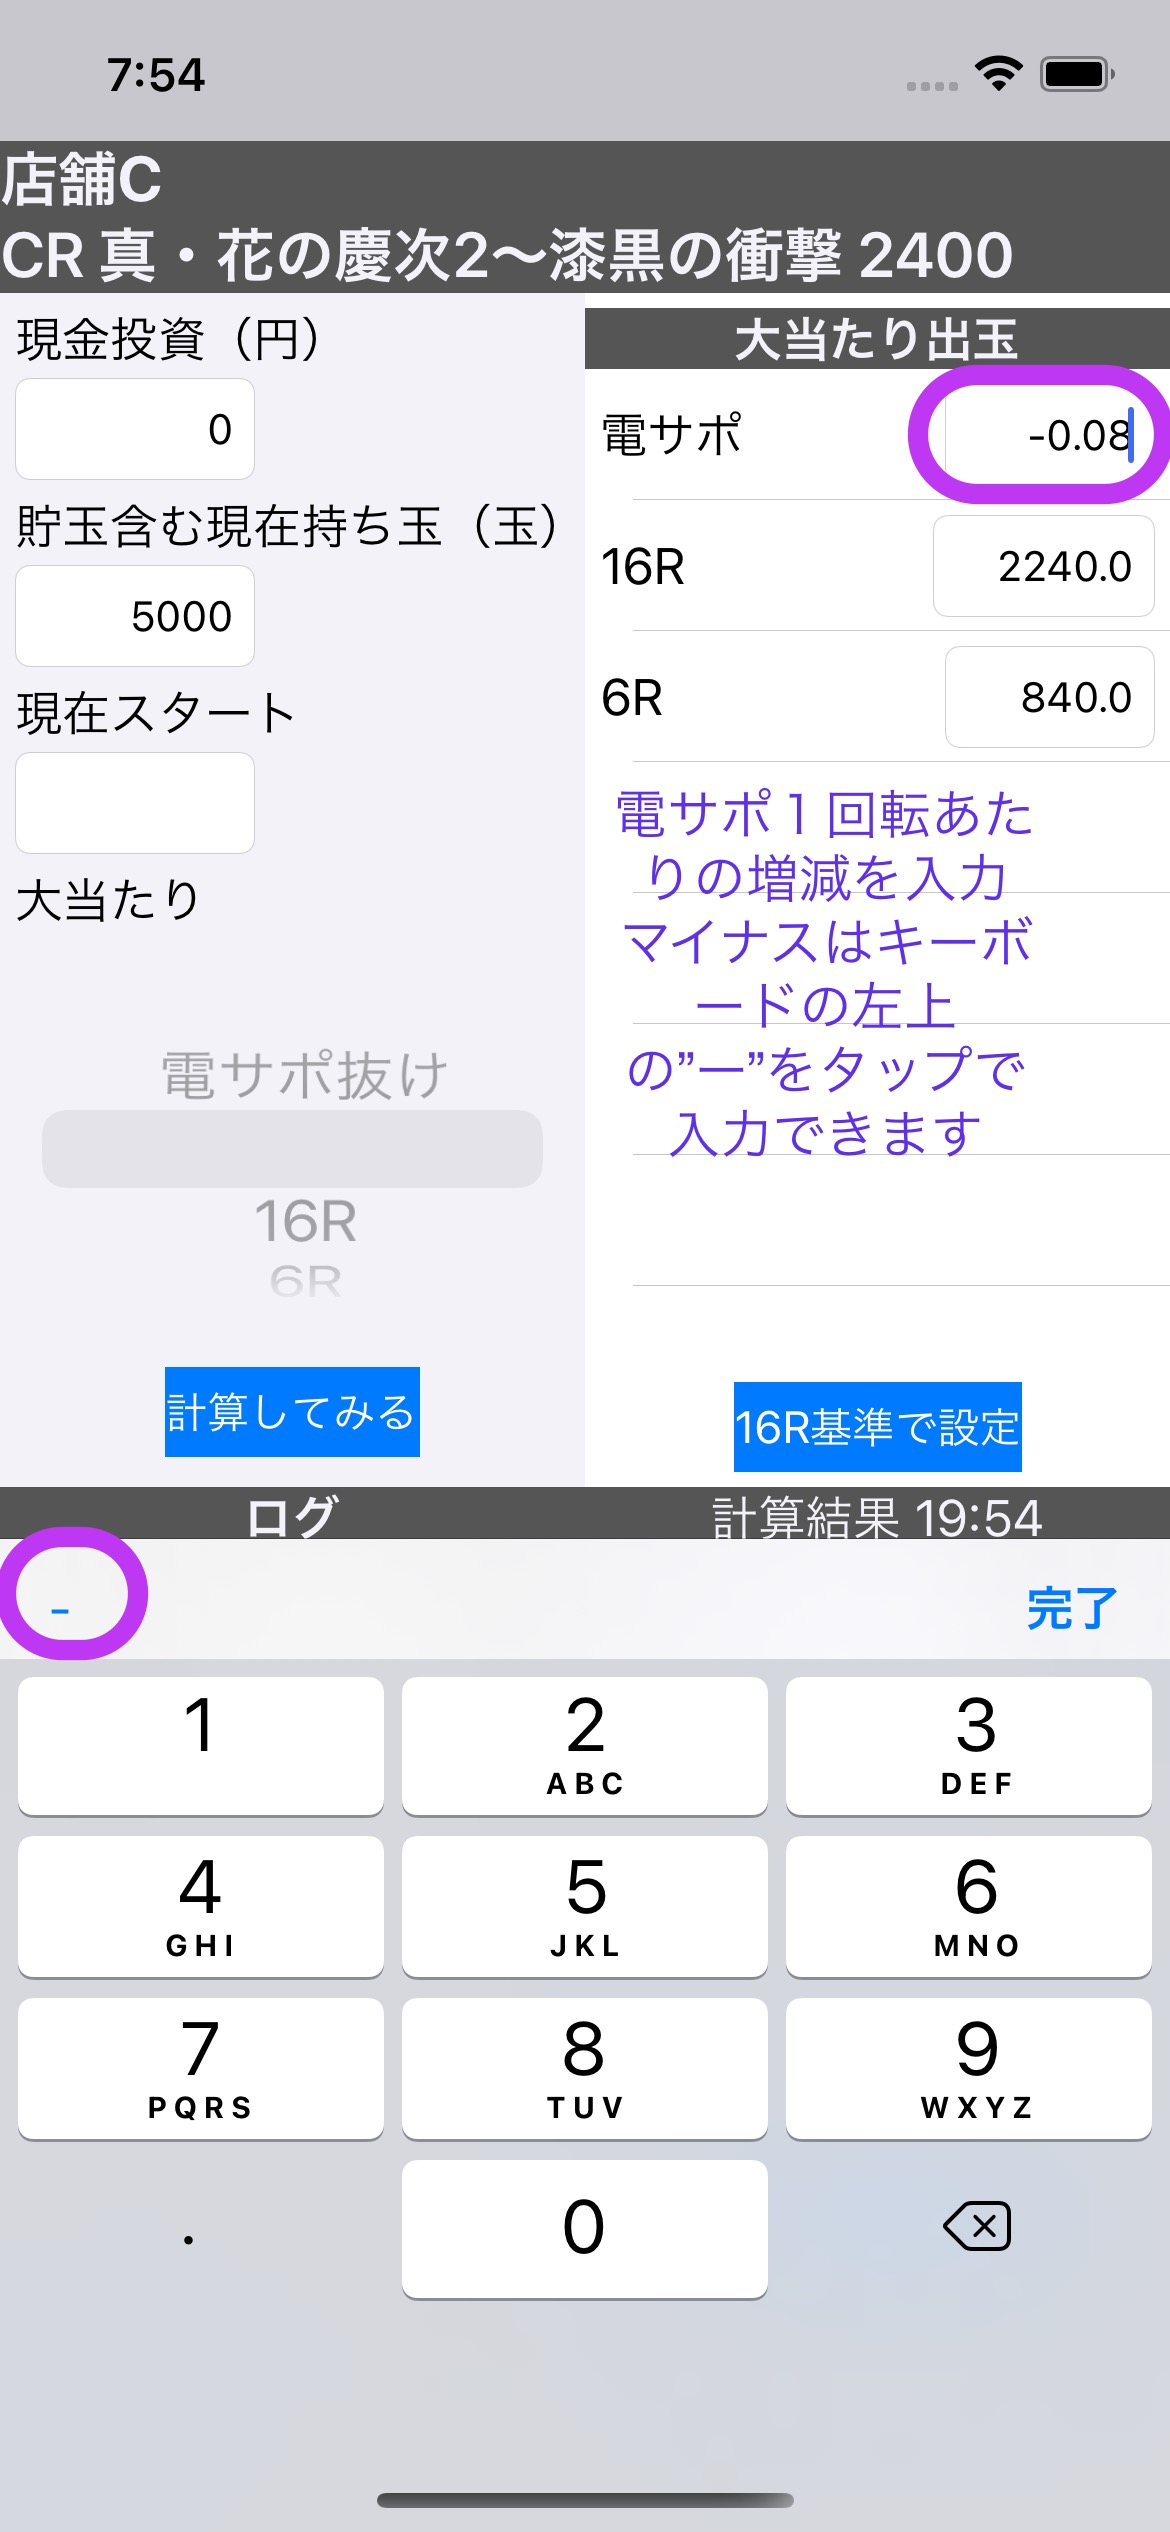 7:54
店舗C
CR 真・花の慶次2〜漆黒の衝撃 2400
現金投資（円）
0
貯玉含む現在持ち玉（玉）
5000
現在スタート
大当たり
電サポ抜け
16R
6R
計算してみる
大当たり出玉
電サポ
-0.08
16R
2240.0
6R
840.0
電サポ１回転あた
りの増減を入力
マイナスはキーボ
ードの左上
の”ー”をタップで
入力できます
16R基準で設定
ログ
計算結果 19:54
-
完了
1
2
ABC
3
DEF
4
GHI
5
JKL
6
MNO
7
PQRS
8
TUV
9
WXYZ
.
0